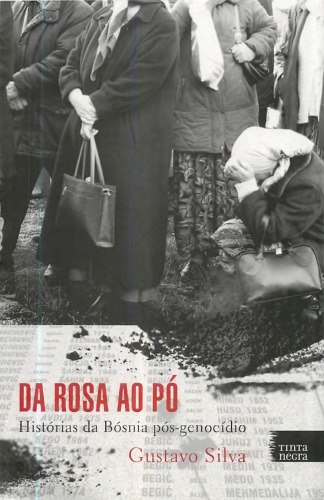 DA ROSA AO PÓ
Histórias da Bósnia pós-genocídio
Gustavo Silva
TINTA
negra